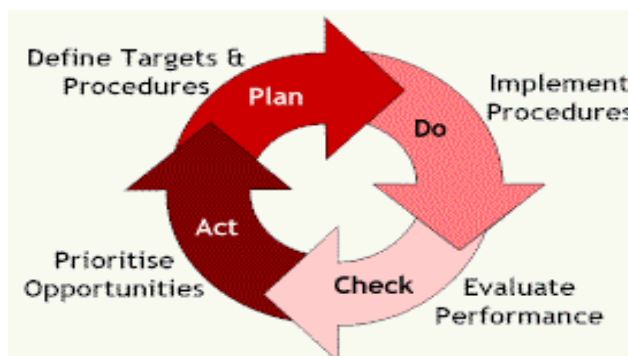 Define Targets &
Procedures
Plan
Implement
Procedures
Do
Act
Prioritise
Opportunities
Check
Evaluate
Performance